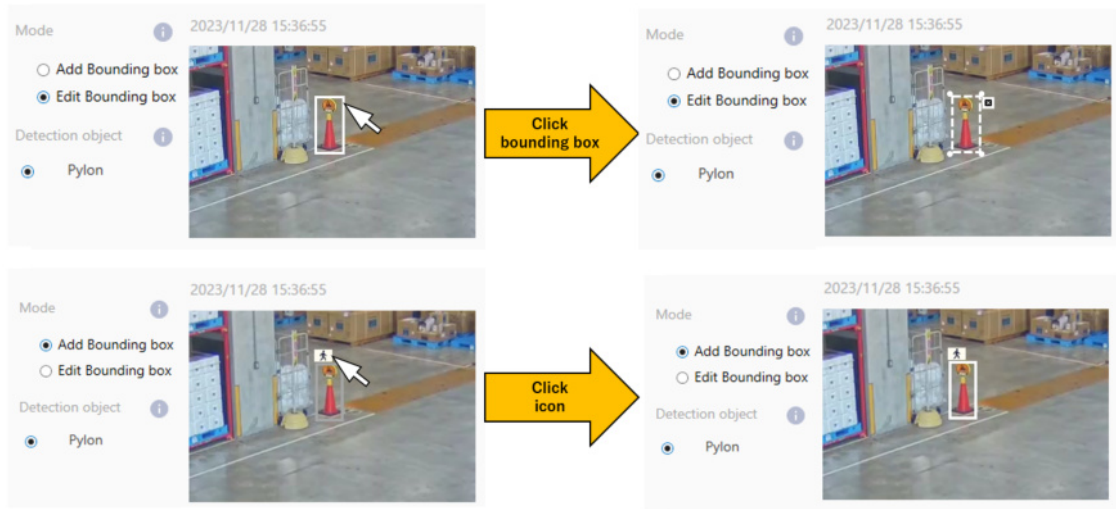 2023/11/28 15:36:55
Mode
Add Bounding box
Edit Bounding box
Detection object
Pylon
Click
bounding box
2023/11/28 15:36:55
Mode
Add Bounding box
Edit Bounding box
Detection object
Pylon
2023/11/28 15:36:55
Mode
Add Bounding box
Edit Bounding box
Detection object
Pylon
Click
icon
2023/11/28 15:36:55
Mode
Add Bounding box
Edit Bounding box
Detection object
Pylon